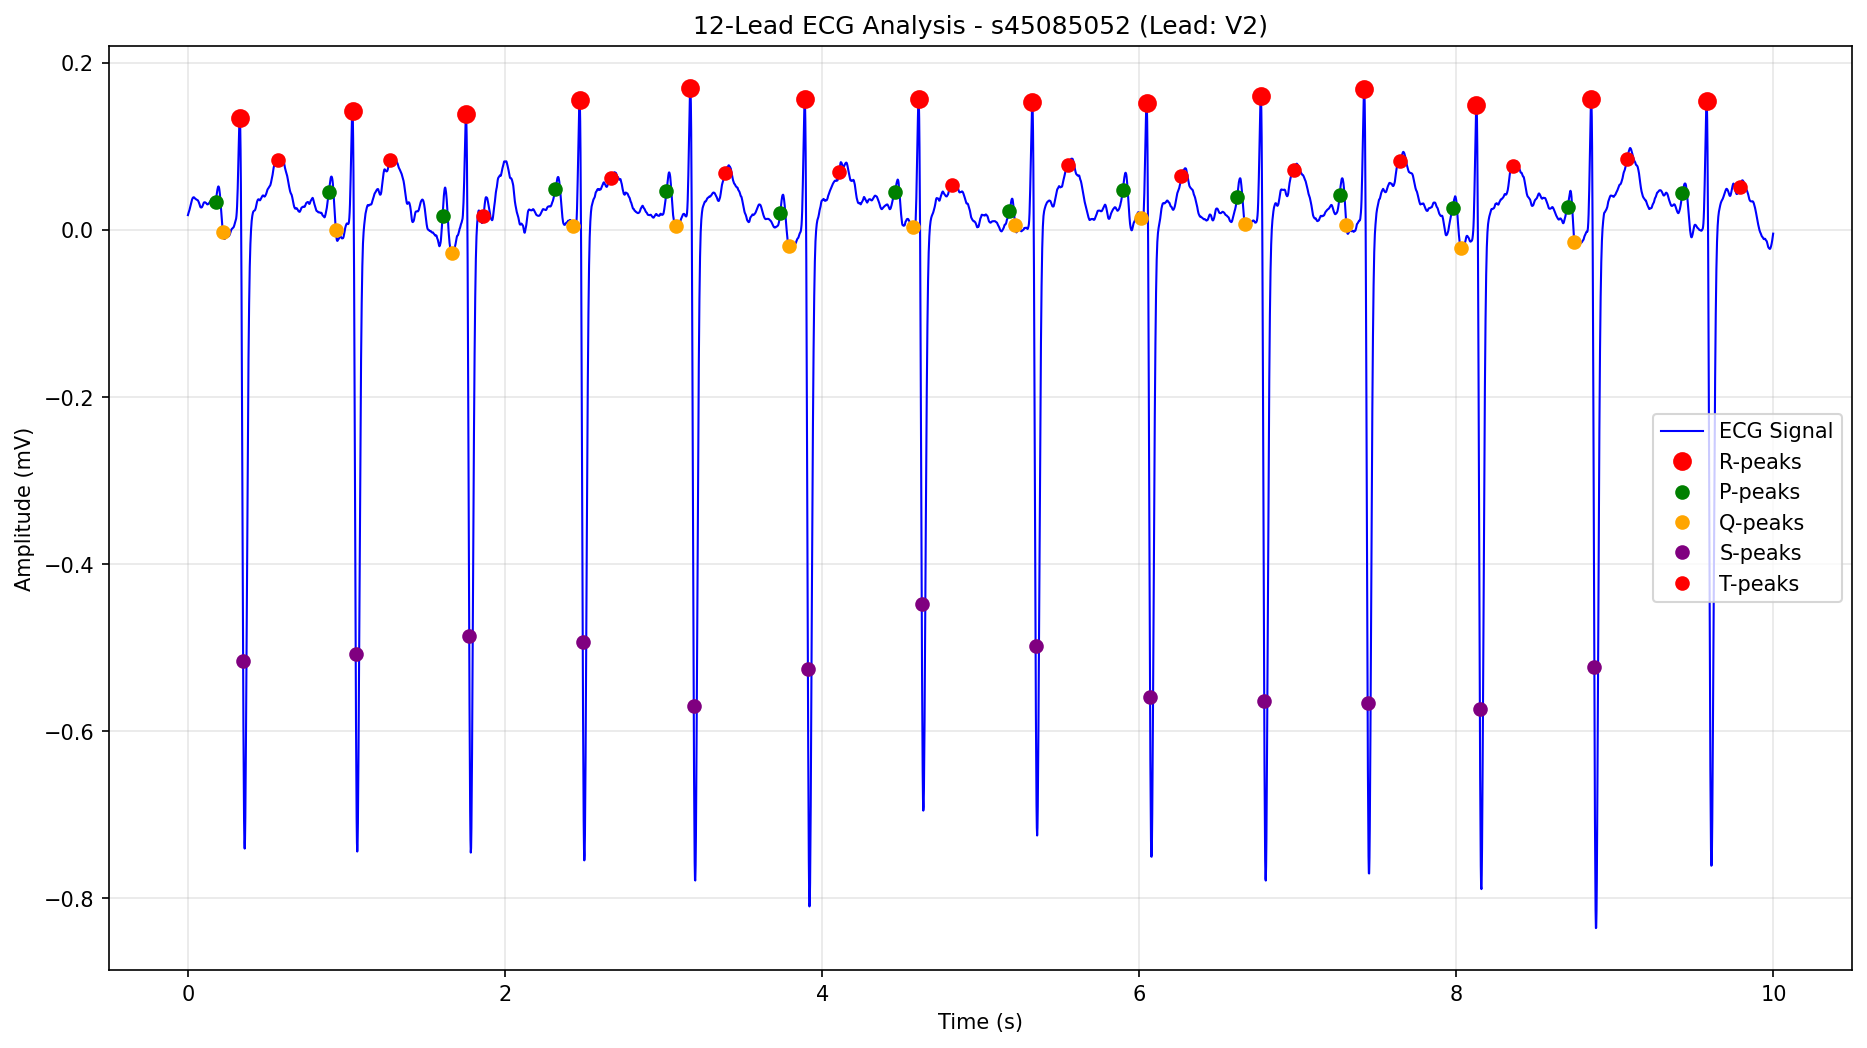 12-Lead ECG Analysis - s45085052 (Lead: V2)
0.2
0.0
−0.2
−0.4
−0.6
−0.8
Amplitude (mV)
ECG Signal
R-peaks
P-peaks
Q-peaks
S-peaks
T-peaks
0 2 4 6 8 10
Time (s)